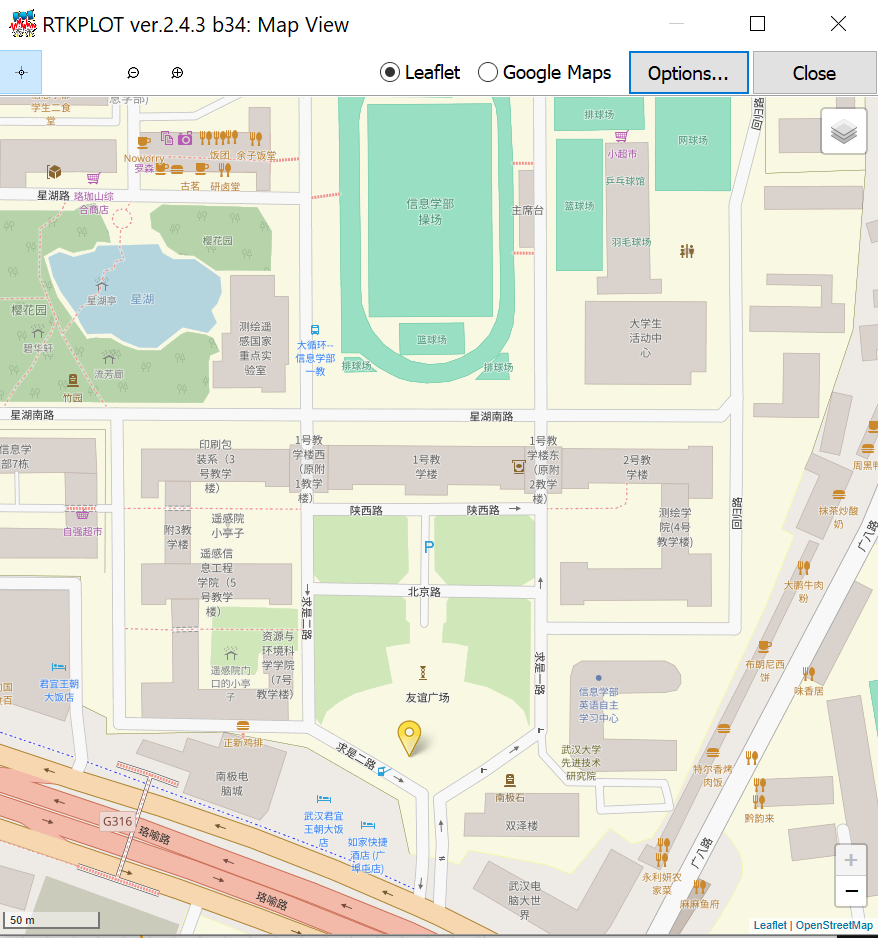 RTKPLOT ver.2.4.3 b34: Map View
Leaflet
Google Maps
Options...
Close
学生二食
堂
息学部)
Noworry
罗森
饭团
余子饭堂
古茗
研卤堂
星湖路
珞珈山综
合商店
樱花园
星湖亭
星湖
樱花园
碧华轩
流芳廊
竹园
测绘遥
感国家
重点实
验室
大循环--
信息学部
一教
信息学部
操场
主席台
篮球场
排球场
排球场
排球场
小超市
网球场
乒乓球馆
篮球场
羽毛球场
大学生
活动中
心
回归路
星湖南路
星湖南路
信息学
部7栋
自强超市
印刷包
装系（3
号教学
楼）
1号教
学楼西
（原附
1教学
楼）
1号教
学楼
1号教
学楼东
（原附
2教学
楼）
2号教
学楼
陕西路
陕西路
测绘学
院(4号
教学楼)
回归路
附3教
学楼
遥感院
小亭子
遥感信
息工程
学院（5
号教学
楼）
P
北京路
求是二路
求是一路
资源与
环境科
学学院
（7号
教学楼）
遥感院门
口的小亭
子
友谊广场
君宜王朝
大饭店
正新鸡排
求是二路
信息学部
英语自主
学习中心
武汉大学
先进技术
研究院
南极石
双泽楼
南极电
脑城
武汉君宜
王朝大饭
店
如家快捷
酒店 (广
埠屯店)
G316
珞喻路
珞喻路
武汉电
脑大世
界
周黑鸭
抹茶炒酸
奶
广八路
大鹏牛肉
粉
布朗尼西
饼
味香居
特尔香烤
肉饭
黔韵来
广八路
永利妍农
家菜
麻麻鱼府
+
−
50 m
Leaflet | OpenStreetMap